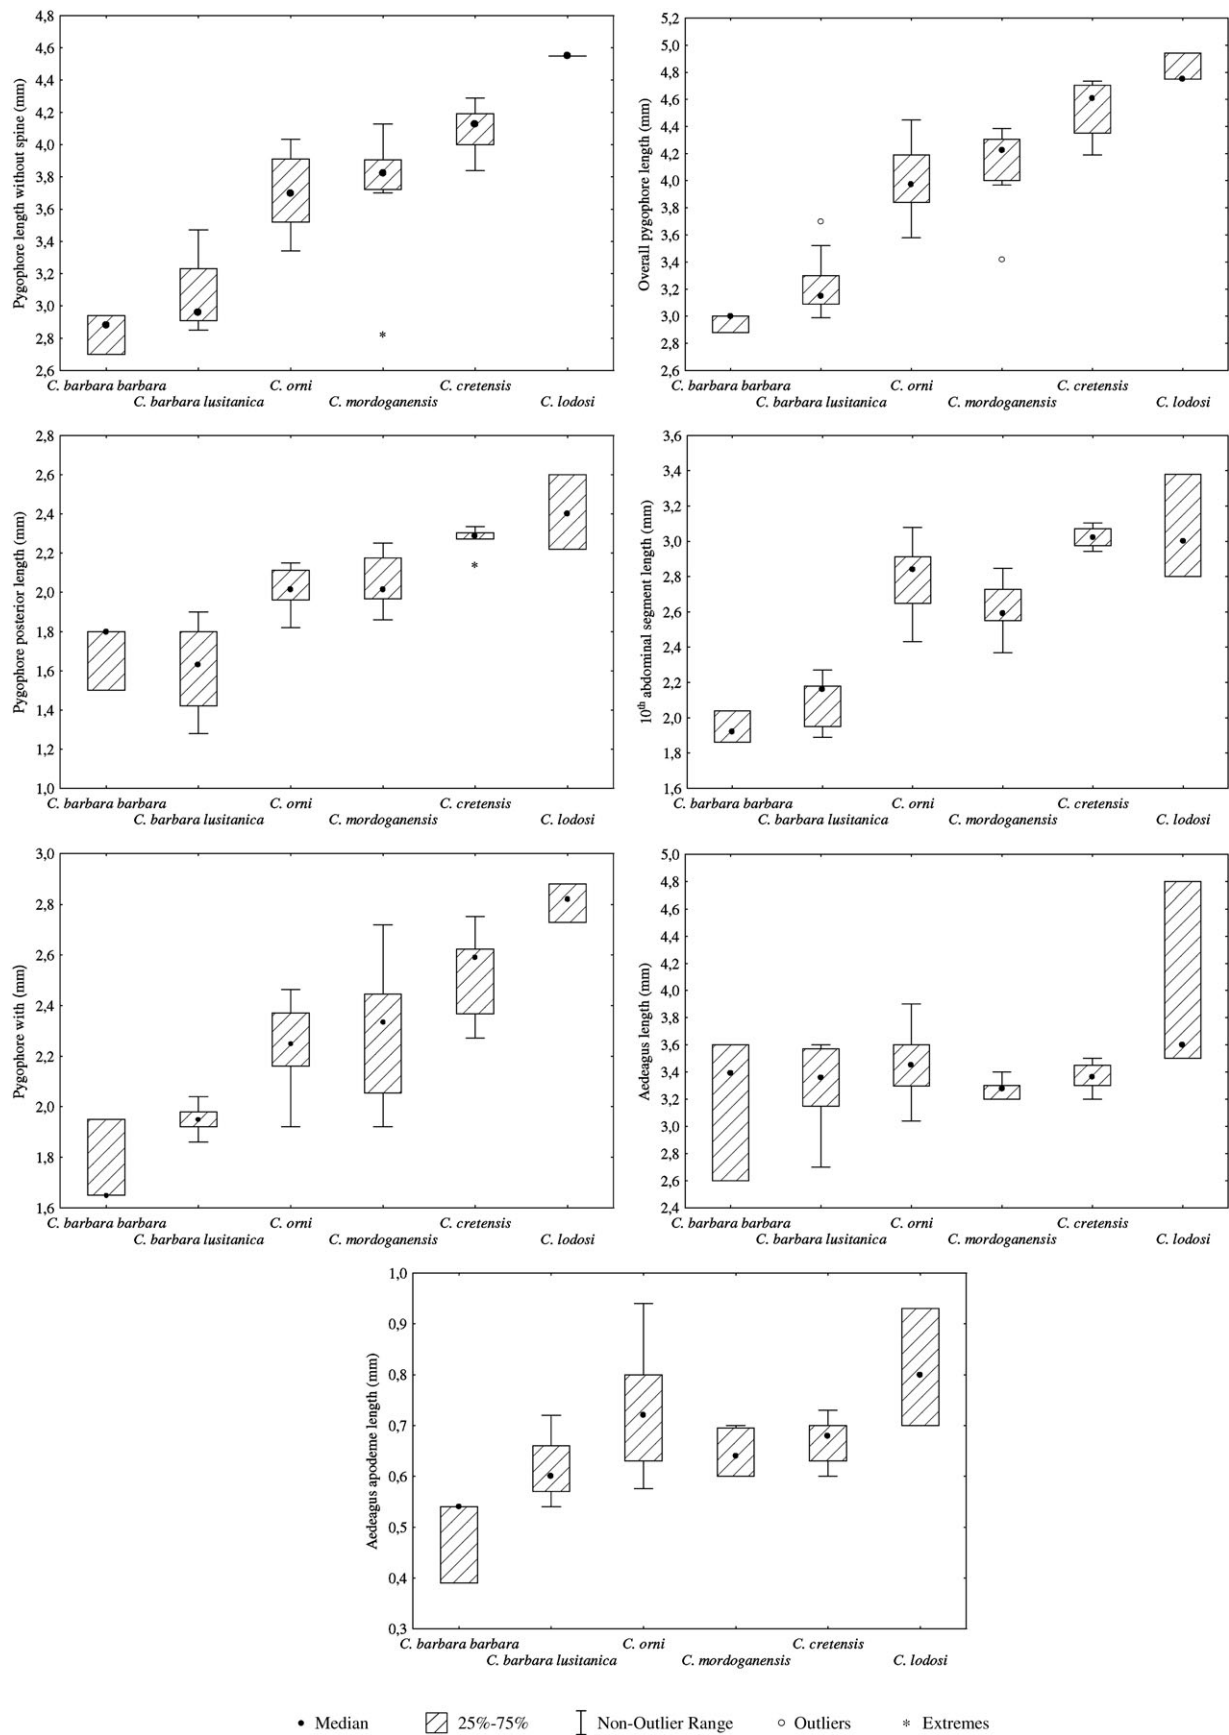 Pygophore length without spine (mm)
4,8
4,6
4,4
4,2
4,0
3,8
3,6
3,4
3,2
3,0
2,8
2,6
*
C. barbara barbara
C. orni
C. cretensis
C. barbara lusitanica
C. mordoganensis
C. lodosi
Overall pygophore length (mm)
5,2
5,0
4,8
4,6
4,4
4,2
4,0
3,8
3,6
3,4
3,2
3,0
2,8
2,6
C. barbara barbara
C. orni
C. cretensis
C. barbara lusitanica
C. mordoganensis
C. lodosi
Pygophore posterior length (mm)
2,8
2,6
2,4
2,2
2,0
1,8
1,6
1,4
1,2
1,0
*
C. barbara barbara
C. orni
C. cretensis
C. barbara lusitanica
C. mordoganensis
C. lodosi
10th abdominal segment length (mm)
3,6
3,4
3,2
3,0
2,8
2,6
2,4
2,2
2,0
1,8
1,6
C. barbara barbara
C. orni
C. cretensis
C. barbara lusitanica
C. mordoganensis
C. lodosi
Pygophore with (mm)
3,0
2,8
2,6
2,4
2,2
2,0
1,8
1,6
C. barbara barbara
C. orni
C. cretensis
C. barbara lusitanica
C. mordoganensis
C. lodosi
Aedeagus length (mm)
5,0
4,8
4,6
4,4
4,2
4,0
3,8
3,6
3,4
3,2
3,0
2,8
2,6
2,4
C. barbara barbara
C. orni
C. cretensis
C. barbara lusitanica
C. mordoganensis
C. lodosi
Aedeagus apodeme length (mm)
1,0
0,9
0,8
0,7
0,6
0,5
0,4
0,3
C. barbara barbara
C. orni
C. cretensis
C. barbara lusitanica
C. mordoganensis
C. lodosi
Median 25%-75% Non-Outlier Range Outliers * Extremes